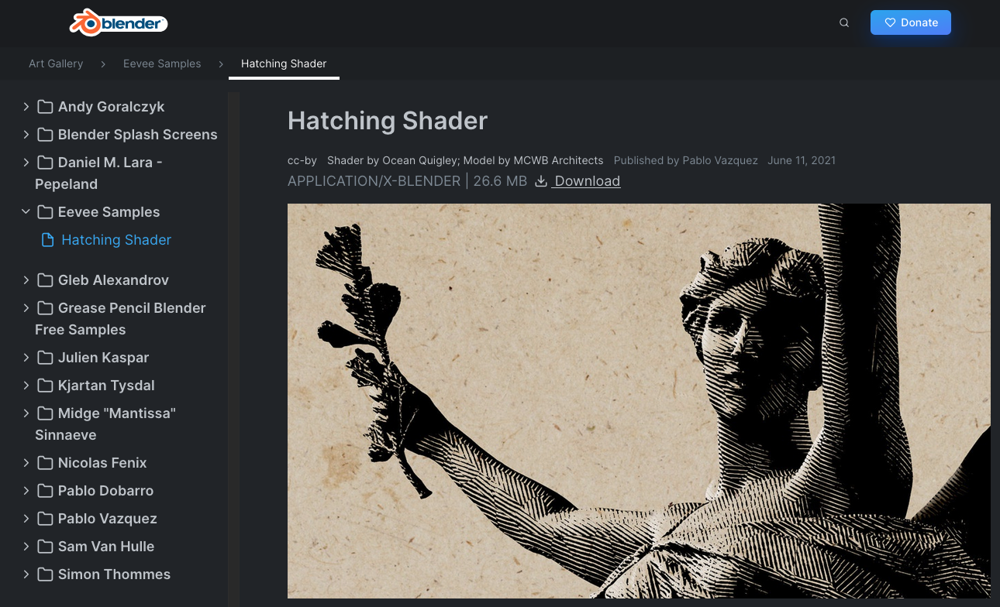 blender
Donate
Art Gallery
Eevee Samples
Hatching Shader
Andy Goralczyk
Blender Splash Screens
Daniel M. Lara -
Pepeland
Eevee Samples
Hatching Shader
Gleb Alexandrov
Grease Pencil Blender
Free Samples
Julien Kaspar
Kjartan Tysdal
Midge "Mantissa"
Sinnaeve
Nicolas Fenix
Pablo Dobarro
Pablo Vazquez
Sam Van Hulle
Simon Thommes
Hatching Shader
cc-by Shader by Ocean Quigley; Model by MCWB Architects Published by Pablo Vazquez June 11, 2021
APPLICATION/X-BLENDER | 26.6 MB Download